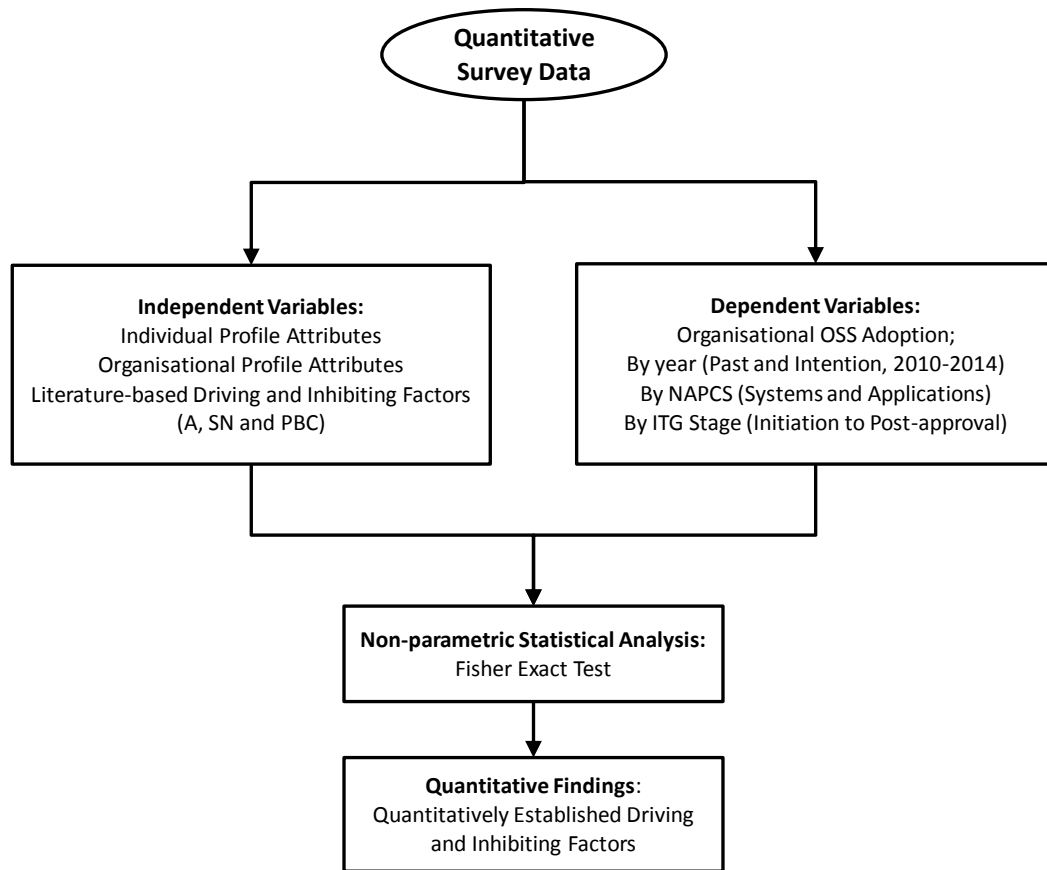 Quantitative
Survey Data
Independent Variables:
Individual Profile Attributes
Organisational Profile Attributes
Literature-based Driving and Inhibiting Factors
(A, SN and PBC)
Dependent Variables:
Organisational OSS Adoption;
By year (Past and Intention, 2010-2014)
By NAPCS (Systems and Applications)
By ITG Stage (Initiation to Post-approval)
Non-parametric Statistical Analysis:
Fisher Exact Test
Quantitative Findings:
Quantitatively Established Driving
and Inhibiting Factors